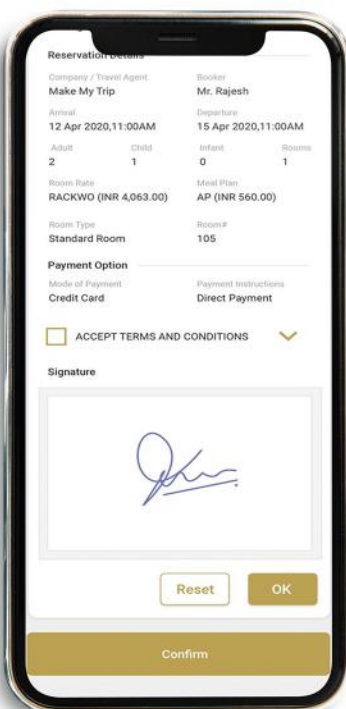 Reservation Details
Company / Travel Agent Booker
Make My Trip Mr. Rajesh
Arrival Departure
12 Apr 2020,11:00AM 15 Apr 2020,11:00AM
Adult Child Infant Rooms
2 1 0 1
Room Rate Meal Plan
RACKWO (INR 4,063.00) AP (INR 560.00)
Room Type Room#
Standard Room 105
Payment Option
Mode of Payment Payment Instructions
Credit Card Direct Payment
ACCEPT TERMS AND CONDITIONS
Signature
Reset OK
Confirm